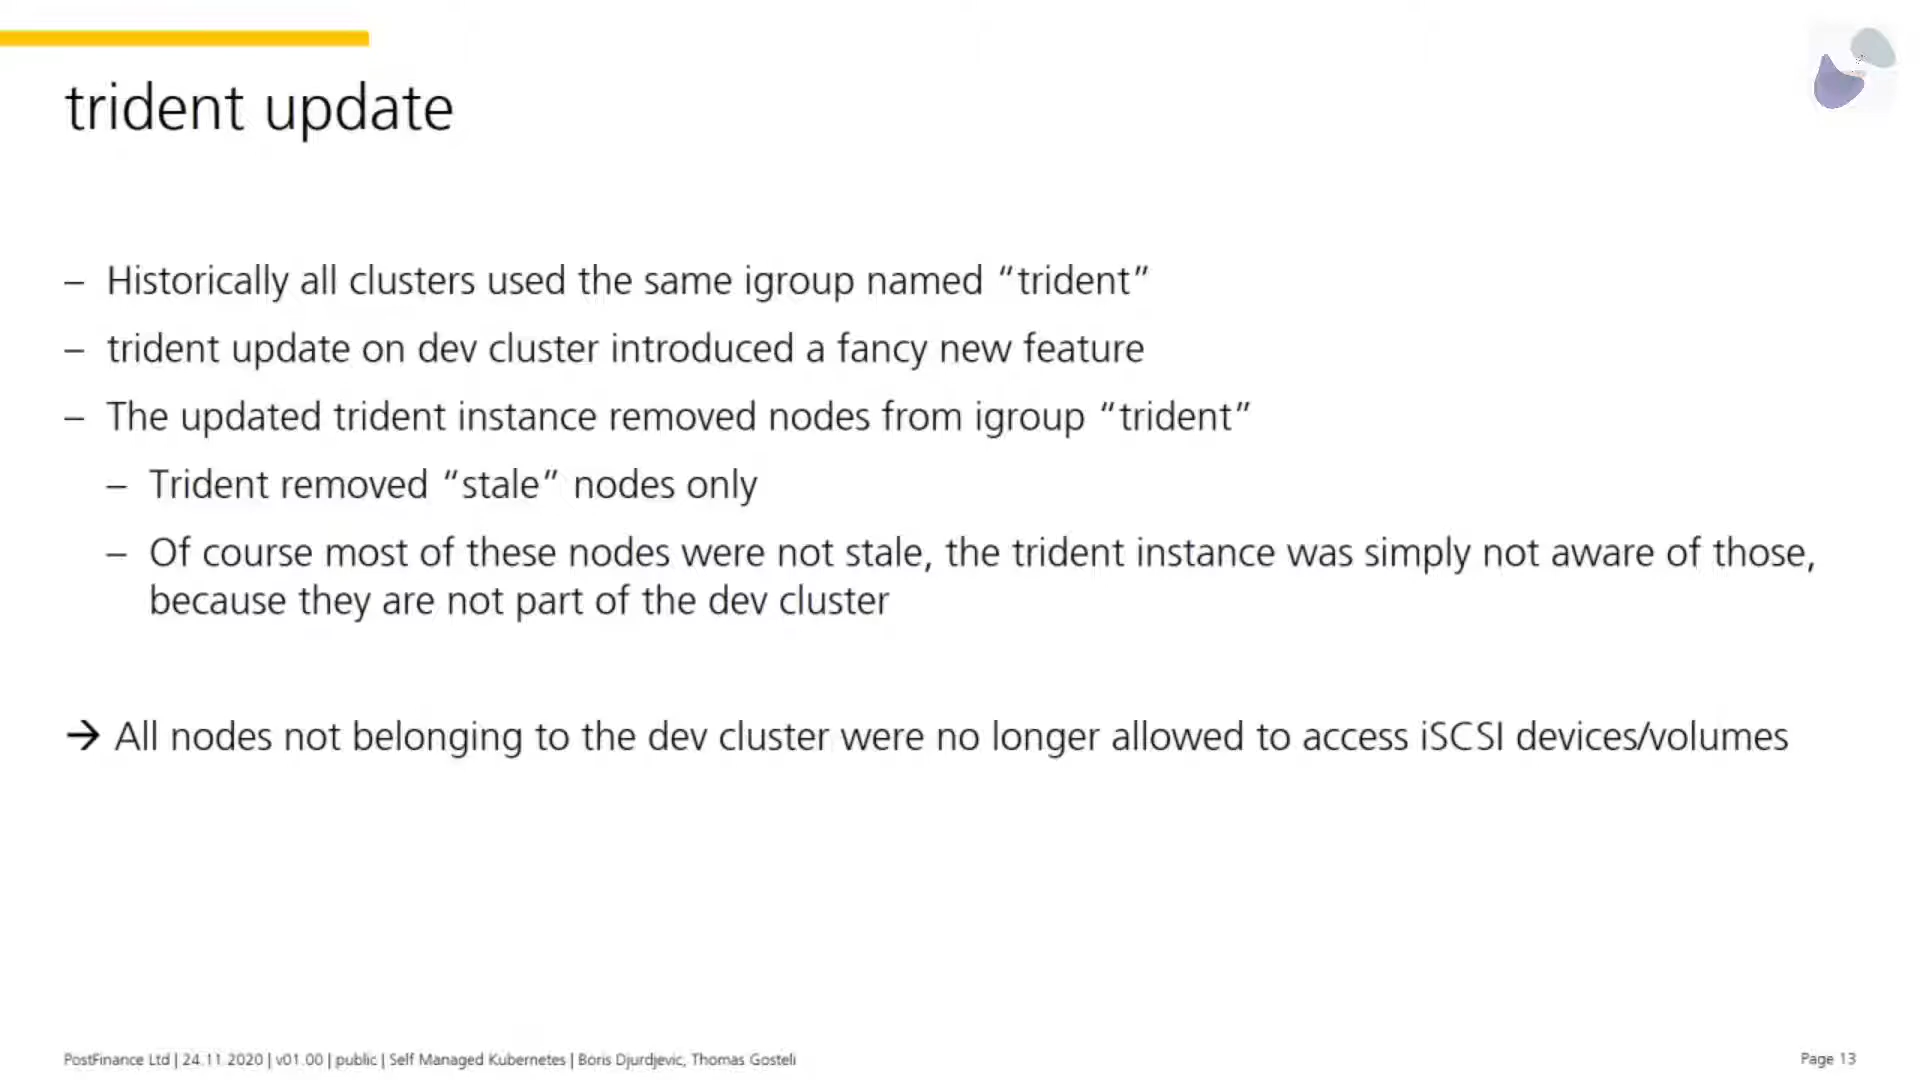 trident update
– Historically all clusters used the same igroup named “trident”
– trident update on dev cluster introduced a fancy new feature
– The updated trident instance removed nodes from igroup “trident”
– Trident removed “stale” nodes only
– Of course most of these nodes were not stale, the trident instance was simply not aware of those,
because they are not part of the dev cluster
→ All nodes not belonging to the dev cluster were no longer allowed to access iSCSI devices/volumes
PostFinance Ltd | 24.11.2020 | v01.00 | public | Self Managed Kubernetes | Boris Djurdjevic, Thomas Gosteli
Page 13